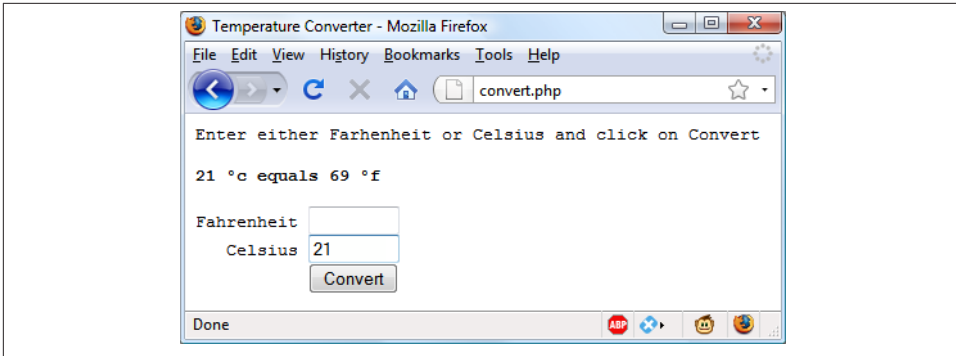 Temperature Converter - Mozilla Firefox
File Edit View History Bookmarks Tools Help
convert.php
Enter either Farhenheit or Celsius and click on Convert
21 °c equals 69 °f
Fahrenheit
Celsius 21
Convert
Done ABP